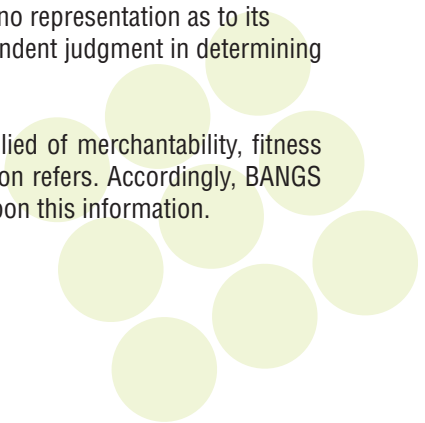 no representation as to its
ndent judgment in determining
lied of merchantability, fitness
on refers. Accordingly, BANGS
pon this information.